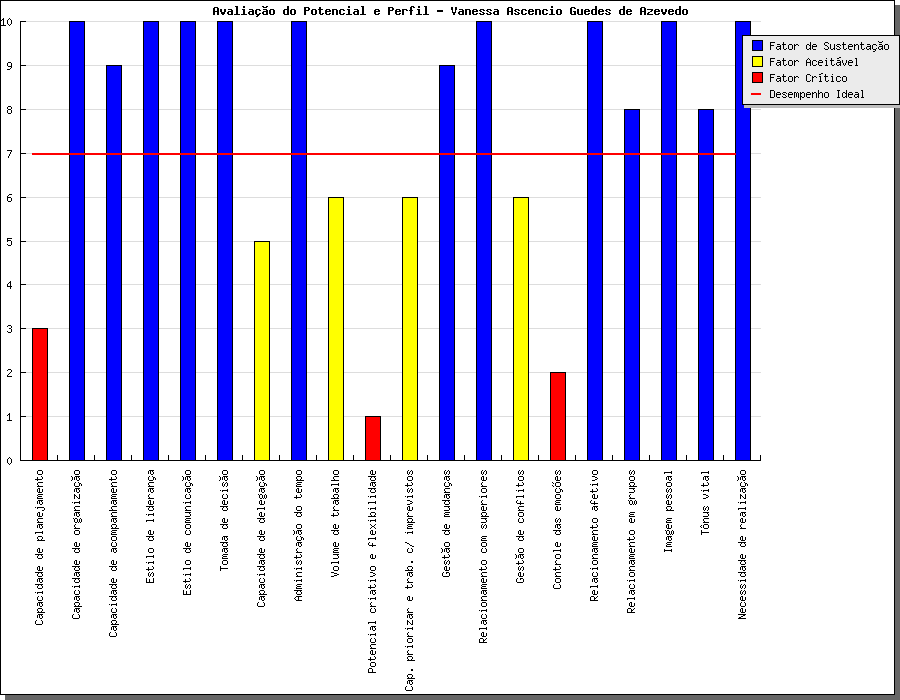 Avaliação do Potencial e Perfil - Vanessa Ascencio Guedes de Azevedo
Fator de Sustentação
Fator Aceitável
Fator Crítico
Desempenho Ideal
10
9
8
7
6
5
4
3
2
1
0
Capacidade de planejamento
Capacidade de organização
Capacidade de acompanhamento
Estilo de liderança
Estilo de comunicação
Tomada de decisão
Capacidade de delegação
Administração do tempo
Volume de trabalho
Potencial criativo e flexibilidade
Cap. priorizar e trab. c/ imprevistos
Gestão de mudanças
Relacionamento com superiores
Gestão de conflitos
Controle das emoções
Relacionamento afetivo
Relacionamento em grupos
Imagem pessoal
Tônus vital
Necessidade de realização